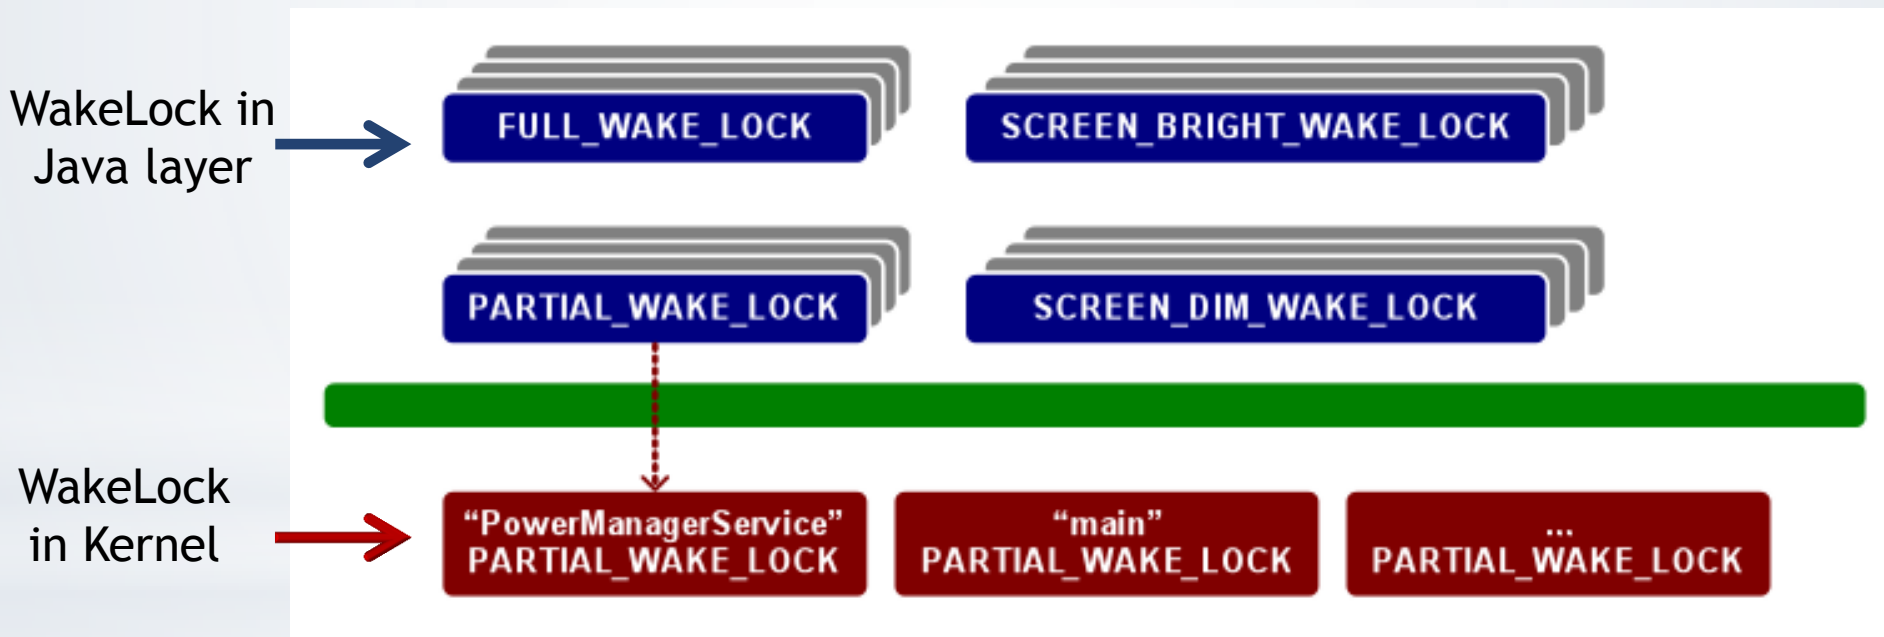 WakeLock in
Java layer
FULL_WAKE_LOCK
SCREEN_BRIGHT_WAKE_LOCK
PARTIAL_WAKE_LOCK
SCREEN_DIM_WAKE_LOCK
WakeLock
in Kernel
“PowerManagerService”
PARTIAL_WAKE_LOCK
“main”
PARTIAL_WAKE_LOCK
...
PARTIAL_WAKE_LOCK